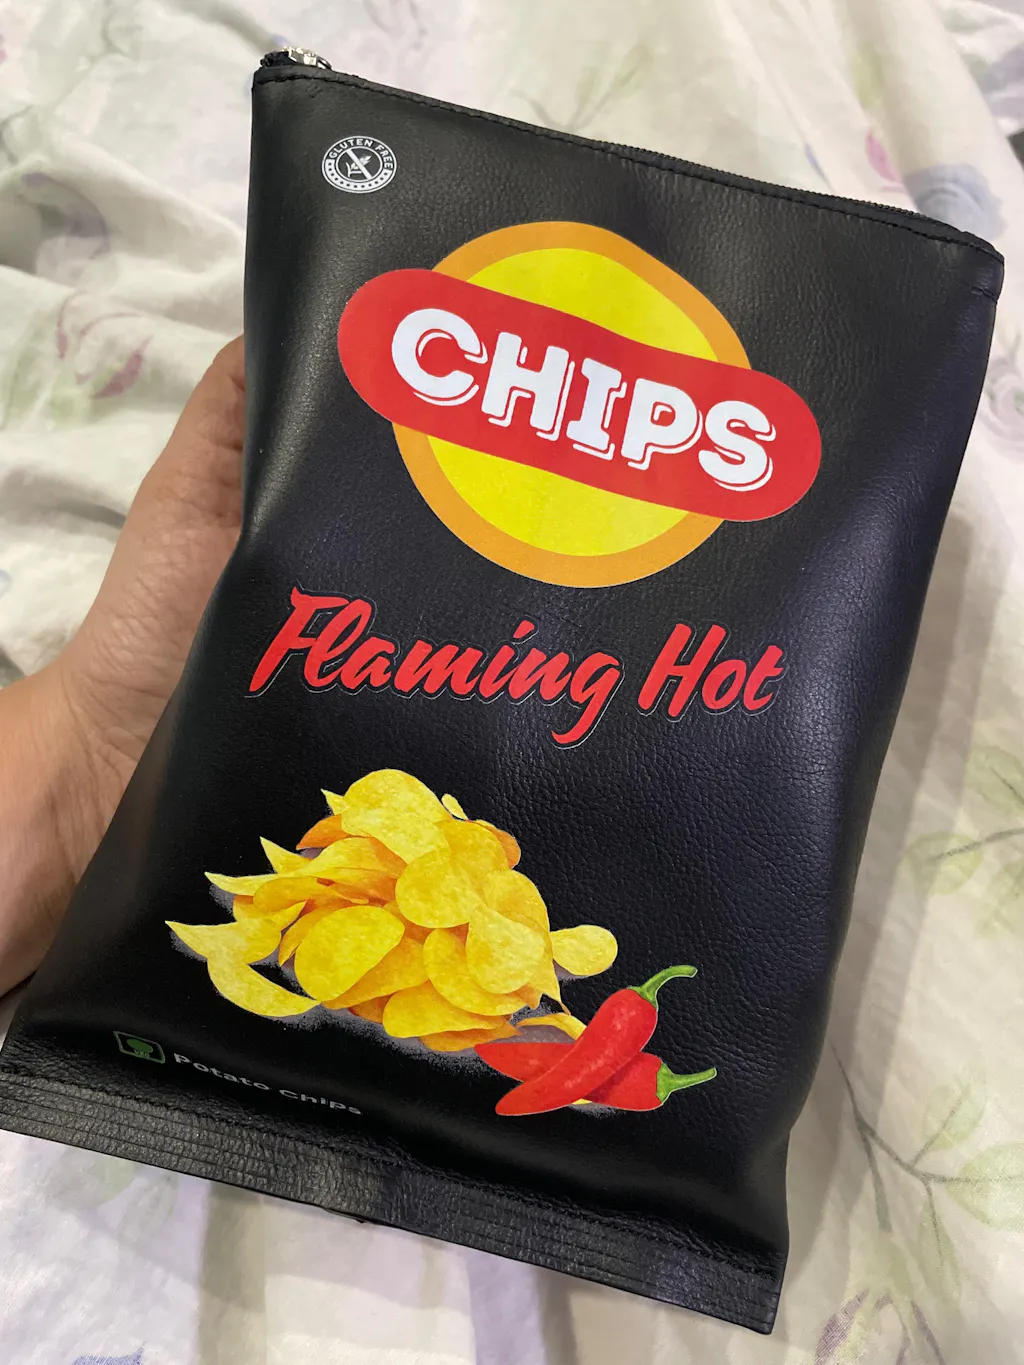 GLUTEN FREE
CHIPS
Flaming Hot
Potato Chips